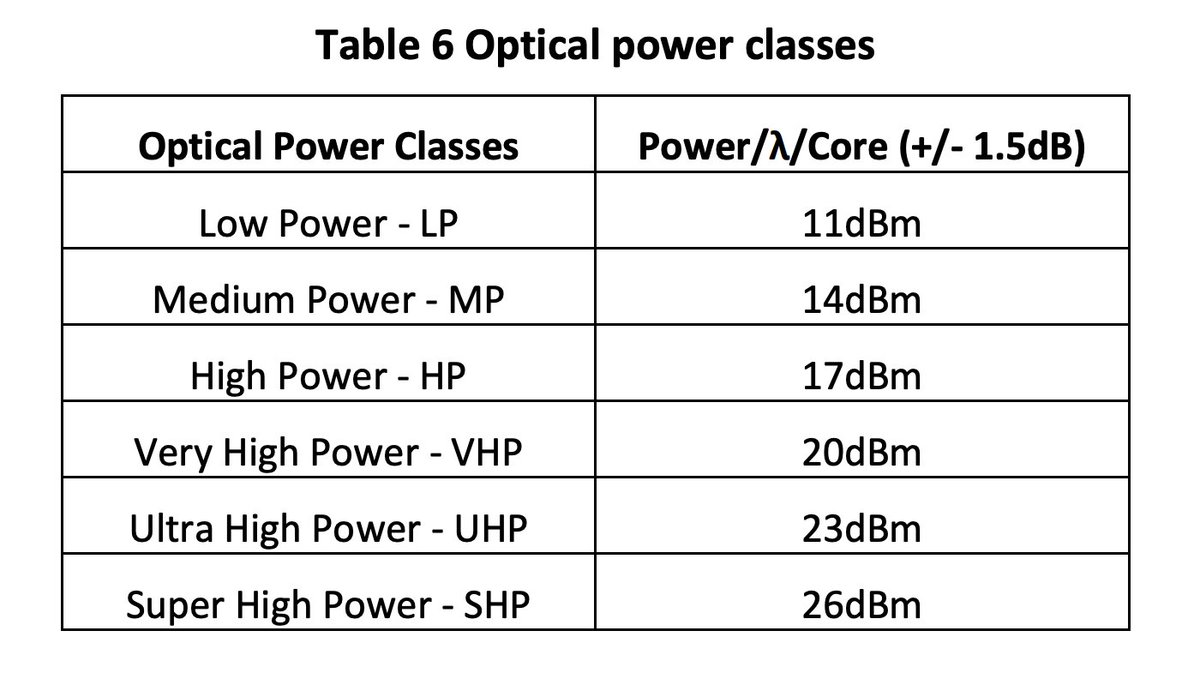 Table 6 Optical power classes
Optical Power Classes Power/λ/Core (+/- 1.5dB)
Low Power - LP 11dBm
Medium Power - MP 14dBm
High Power - HP 17dBm
Very High Power - VHP 20dBm
Ultra High Power - UHP 23dBm
Super High Power - SHP 26dBm